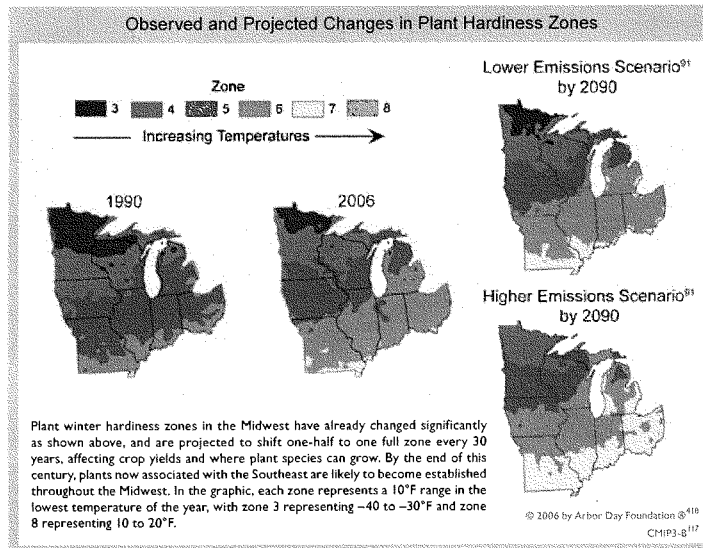 Observed and Projected Changes in Plant Hardiness Zones
Zone
3 4 5 6 7 8
Increasing Temperatures
1990
2006
Lower Emissions Scenario91
by 2090
Higher Emissions Scenario91
by 2090
Plant winter hardiness zones in the Midwest have already changed significantly
as shown above, and are projected to shift one-half to one full zone every 30
years, affecting crop yields and where plant species can grow. By the end of this
century, plants now associated with the Southeast are likely to become established
throughout the Midwest. In the graphic, each zone represents a 10°F range in the
lowest temperature of the year, with zone 3 representing –40 to –30°F and zone
8 representing 10 to 20°F.
© 2006 by Arbor Day Foundation ®418
CMIP3-B117